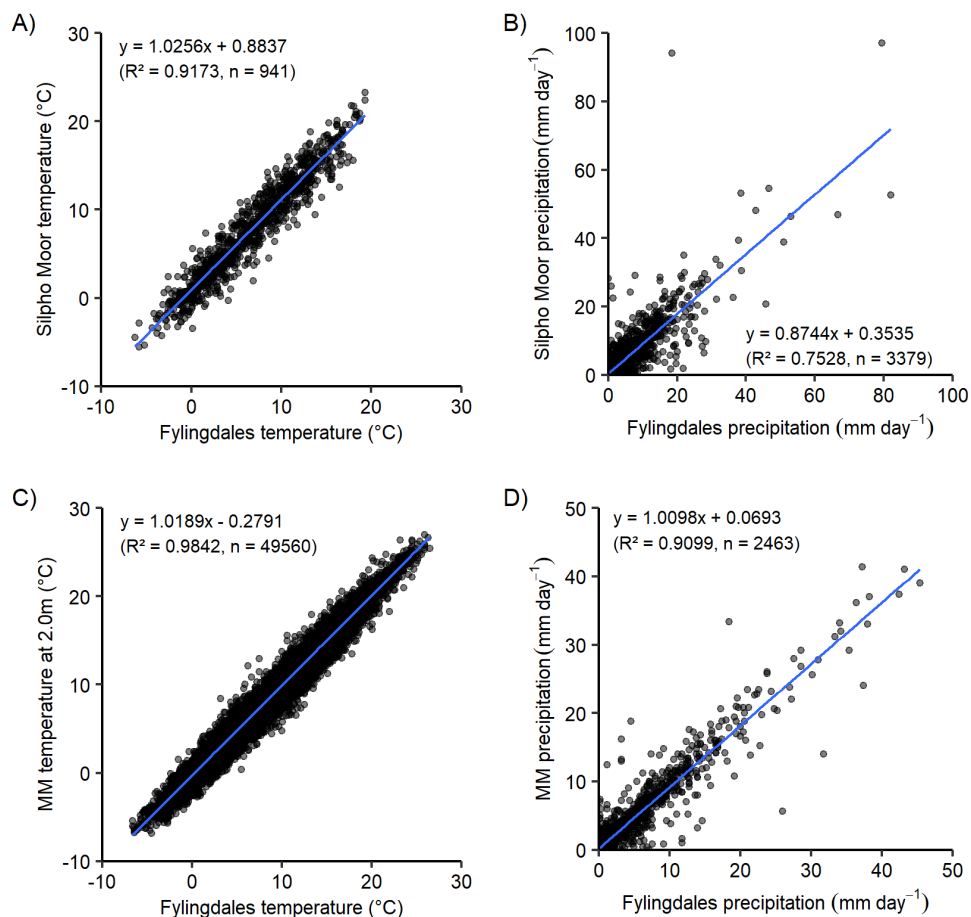 A)
y = 1.0256x + 0.8837
(R² = 0.9173, n = 941)
30
20
10
0
-10
Silpho Moor temperature (°C)
-10 0 10 20 30
Fylingdales temperature (°C)
B)
100
80
60
40
20
0
Silpho Moor precipitation (mm day⁻¹)
y = 0.8744x + 0.3535
(R² = 0.7528, n = 3379)
0 20 40 60 80 100
Fylingdales precipitation (mm day⁻¹)
C)
y = 1.0189x - 0.2791
(R² = 0.9842, n = 49560)
30
20
10
0
-10
MM temperature at 2.0m (°C)
-10 0 10 20 30
Fylingdales temperature (°C)
D)
y = 1.0098x + 0.0693
(R² = 0.9099, n = 2463)
50
40
30
20
10
0
MM precipitation (mm day⁻¹)
0 10 20 30 40 50
Fylingdales precipitation (mm day⁻¹)